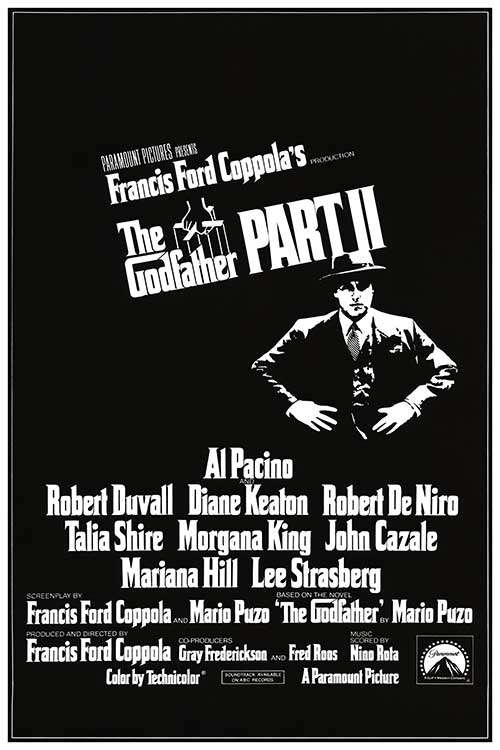 PARAMOUNT PICTURES PRESENTS
Francis Ford Coppola's PRODUCTION
The Godfather PART II
Al Pacino
AND
Robert Duvall Diane Keaton Robert De Niro
Talia Shire Morgana King John Cazale
Mariana Hill Lee Strasberg
SCREENPLAY BY BASED ON THE NOVEL
Francis Ford Coppola AND Mario Puzo 'The Godfather' BY Mario Puzo
PRODUCED AND DIRECTED BY CO-PRODUCERS MUSIC SCORED BY
Francis Ford Coppola Gray Frederickson AND Fred Roos Nino Rota
Color by Technicolor® SOUNDTRACK AVAILABLE ON ABC RECORDS A Paramount Picture
Paramount
A Gulf+Western Company